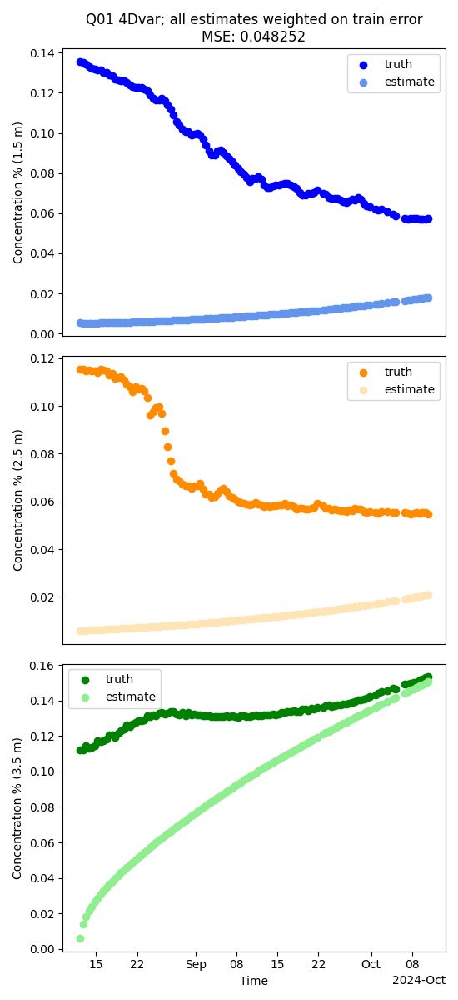 Q01 4Dvar; all estimates weighted on train error
MSE: 0.048252
0.14
0.12
0.10
0.08
0.06
0.04
0.02
0.00
Concentration % (1.5 m)
truth
estimate
0.12
0.10
0.08
0.06
0.04
0.02
Concentration % (2.5 m)
truth
estimate
0.16
0.14
0.12
0.10
0.08
0.06
0.04
0.02
0.00
Concentration % (3.5 m)
truth
estimate
15 22 Sep 08 15 22 Oct 08
Time
2024-Oct